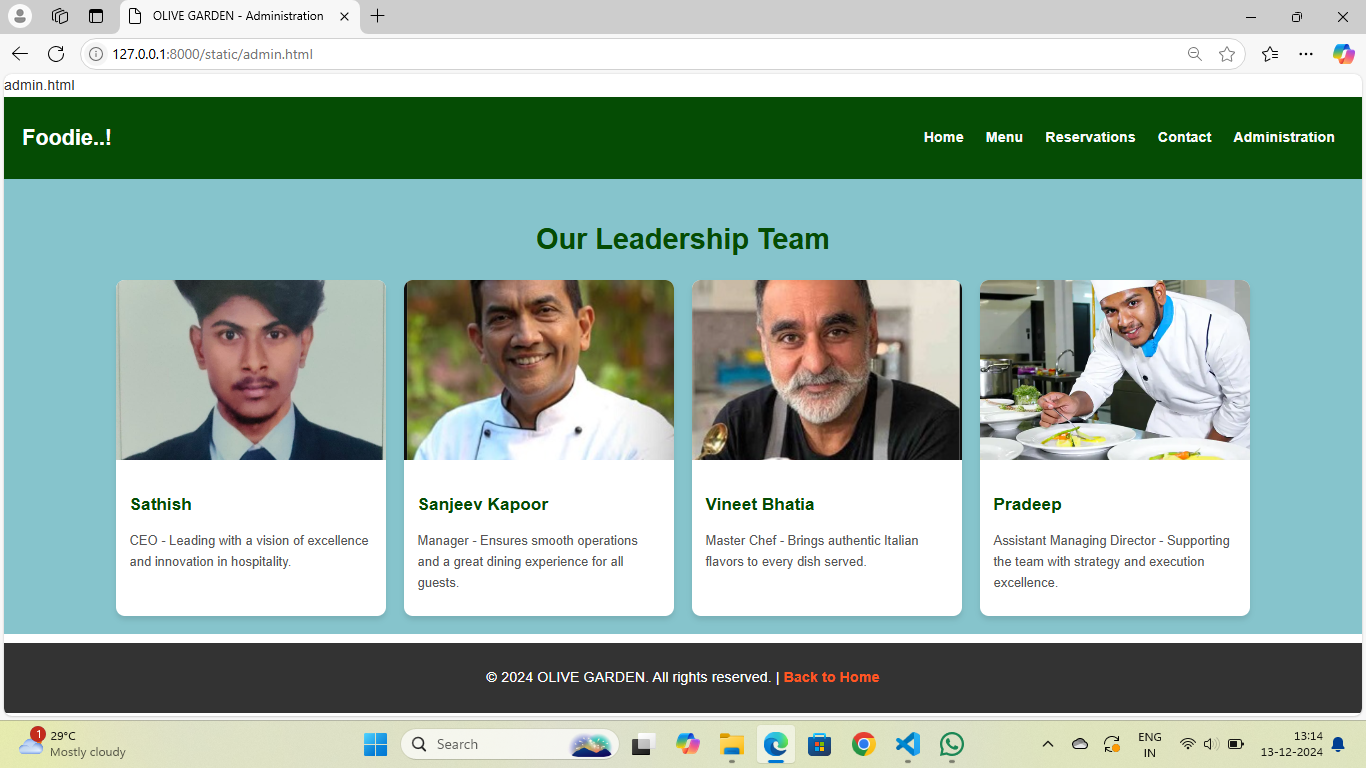 OLIVE GARDEN - Administration
127.0.0.1:8000/static/admin.html
admin.html
Foodie..!
Home Menu Reservations Contact Administration
Our Leadership Team
Sathish
CEO - Leading with a vision of excellence
and innovation in hospitality.
Sanjeev Kapoor
Manager - Ensures smooth operations
and a great dining experience for all
guests.
Vineet Bhatia
Master Chef - Brings authentic Italian
flavors to every dish served.
Pradeep
Assistant Managing Director - Supporting
the team with strategy and execution
excellence.
© 2024 OLIVE GARDEN. All rights reserved. | Back to Home
1
29°C
Mostly cloudy
Search
ENG
IN
13:14
13-12-2024